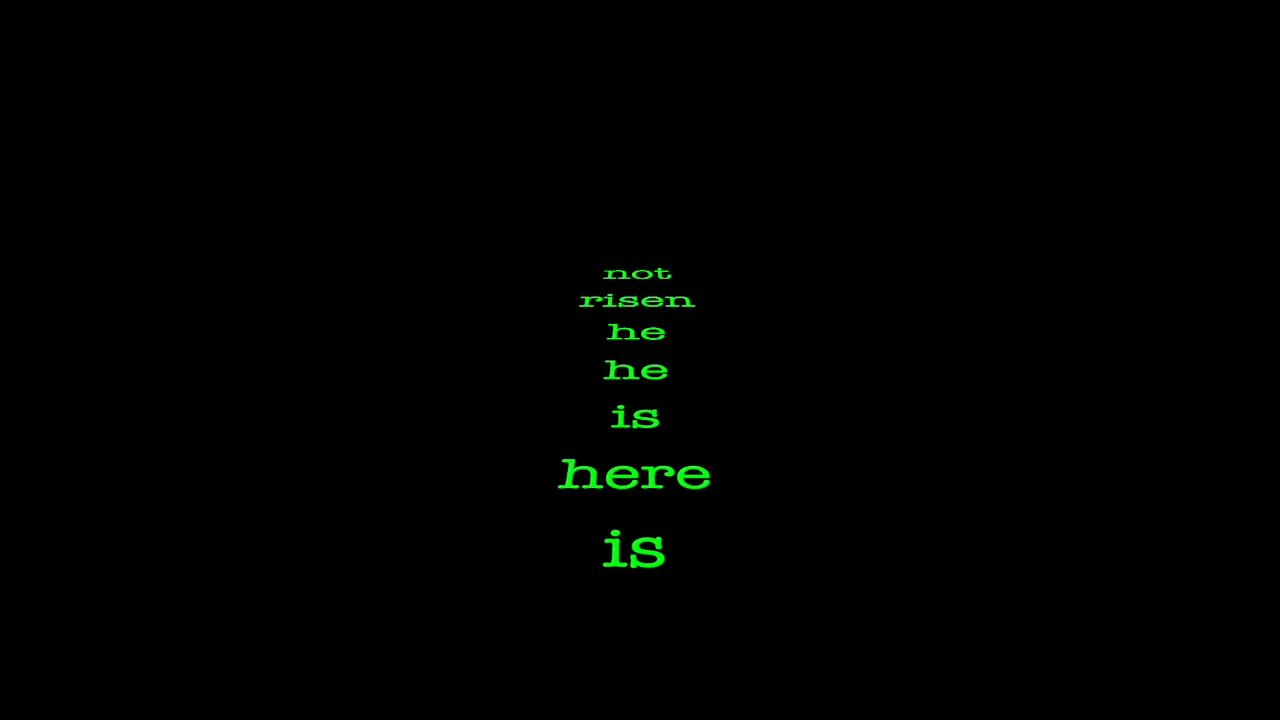 not
risen
he
he
is
here
is